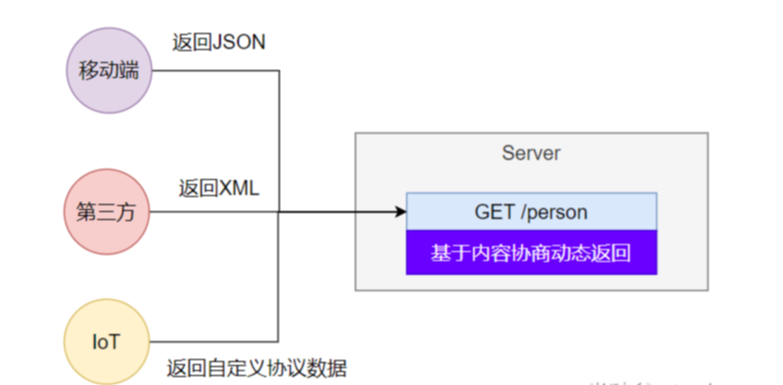 返回JSON
移动端
Server
返回XML
第三方
GET /person
基于内容协商动态返回
IoT
返回自定义协议数据